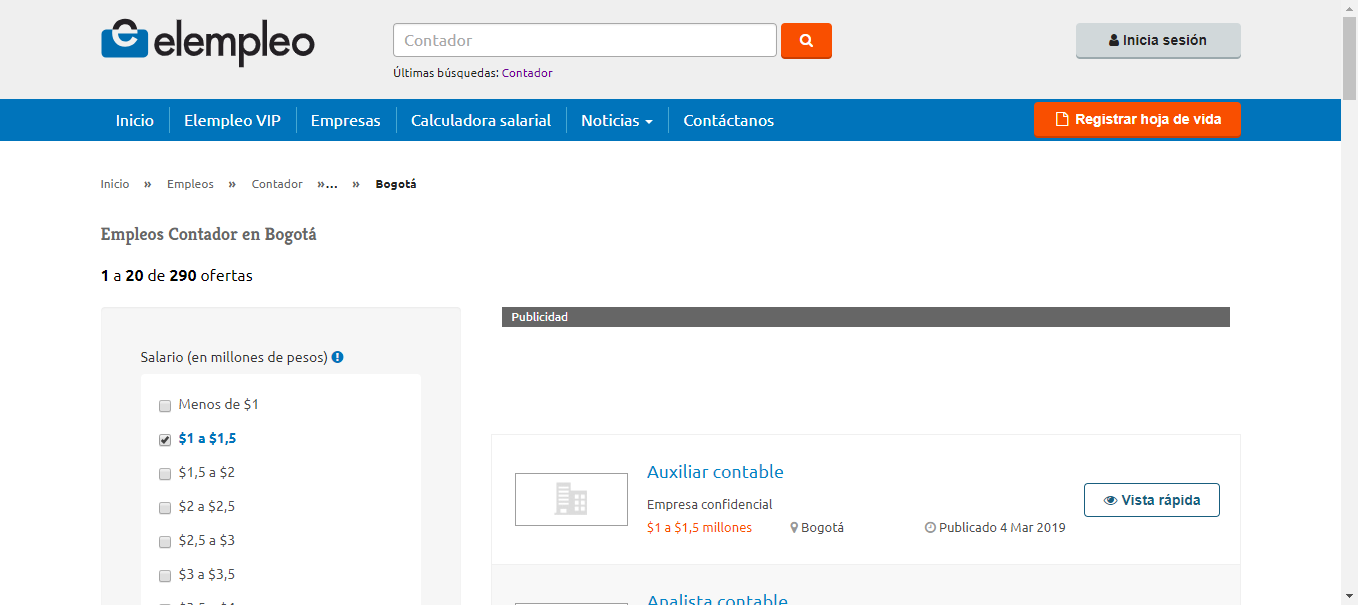 elempleo
Contador
Últimas búsquedas: Contador
Inicia sesión
Inicio Elempleo VIP Empresas Calculadora salarial Noticias Contáctanos
Registrar hoja de vida
Inicio » Empleos » Contador »... » Bogotá
Empleos Contador en Bogotá
1 a 20 de 290 ofertas
Salario (en millones de pesos)
Menos de $1
$1 a $1,5
$1,5 a $2
$2 a $2,5
$2,5 a $3
$3 a $3,5
$3,5 a $4
Publicidad
Auxiliar contable
Empresa confidencial
$1 a $1,5 millones Bogotá Publicado 4 Mar 2019
Vista rápida
Analista contable